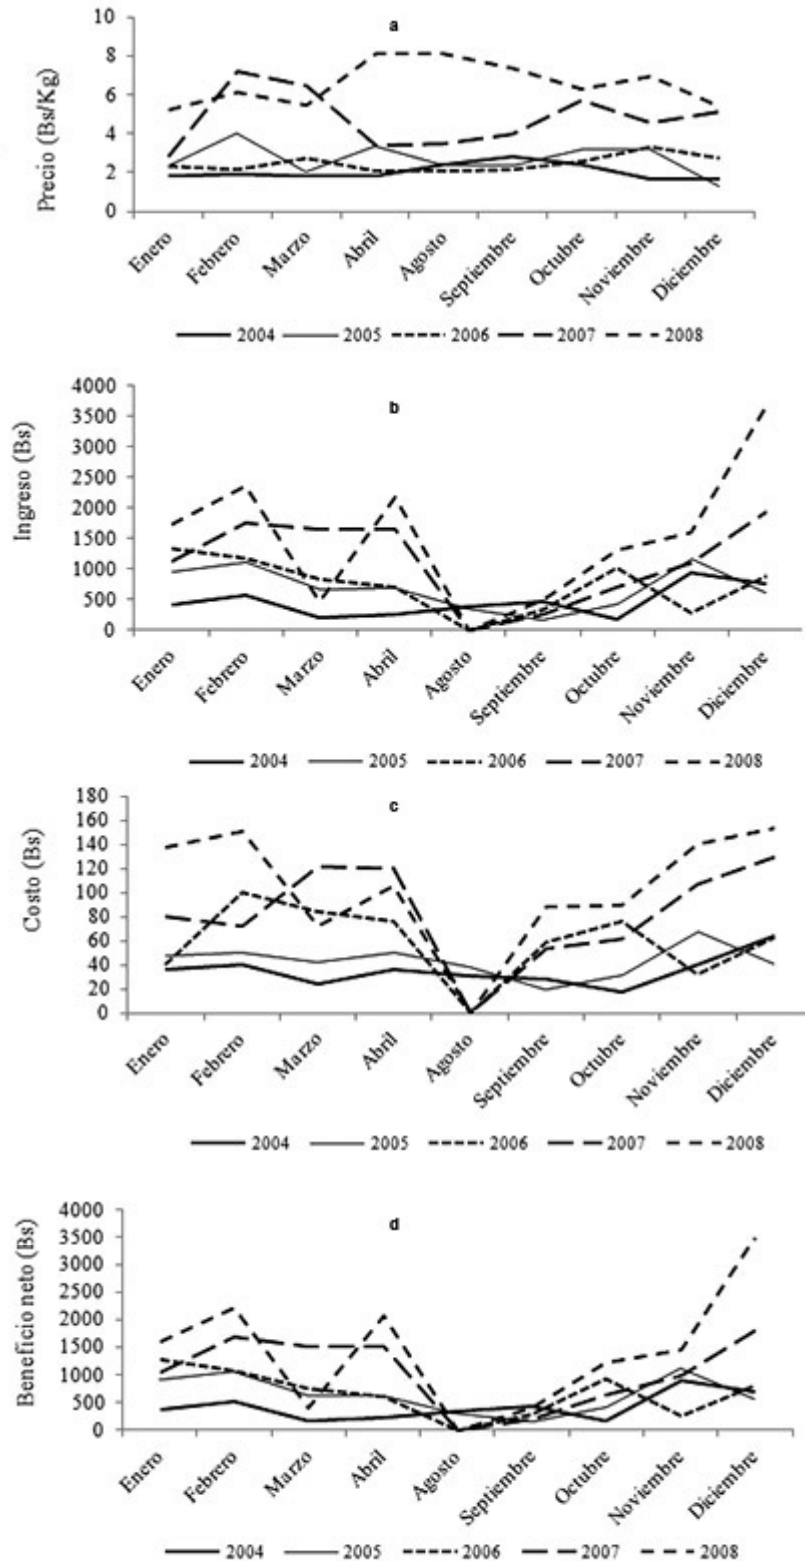 a
10
8
6
4
2
0
Precio (Bs/Kg)
Enero Febrero Marzo Abril Agosto Septiembre Octubre Noviembre Diciembre
2004 2005 2006 2007 2008
b
4000
3500
3000
2500
2000
1500
1000
500
0
Ingreso (Bs)
Enero Febrero Marzo Abril Agosto Septiembre Octubre Noviembre Diciembre
2004 2005 2006 2007 2008
c
180
160
140
120
100
80
60
40
20
0
Costo (Bs)
Enero Febrero Marzo Abril Agosto Septiembre Octubre Noviembre Diciembre
2004 2005 2006 2007 2008
d
4000
3500
3000
2500
2000
1500
1000
500
0
Beneficio neto (Bs)
Enero Febrero Marzo Abril Agosto Septiembre Octubre Noviembre Diciembre
2004 2005 2006 2007 2008